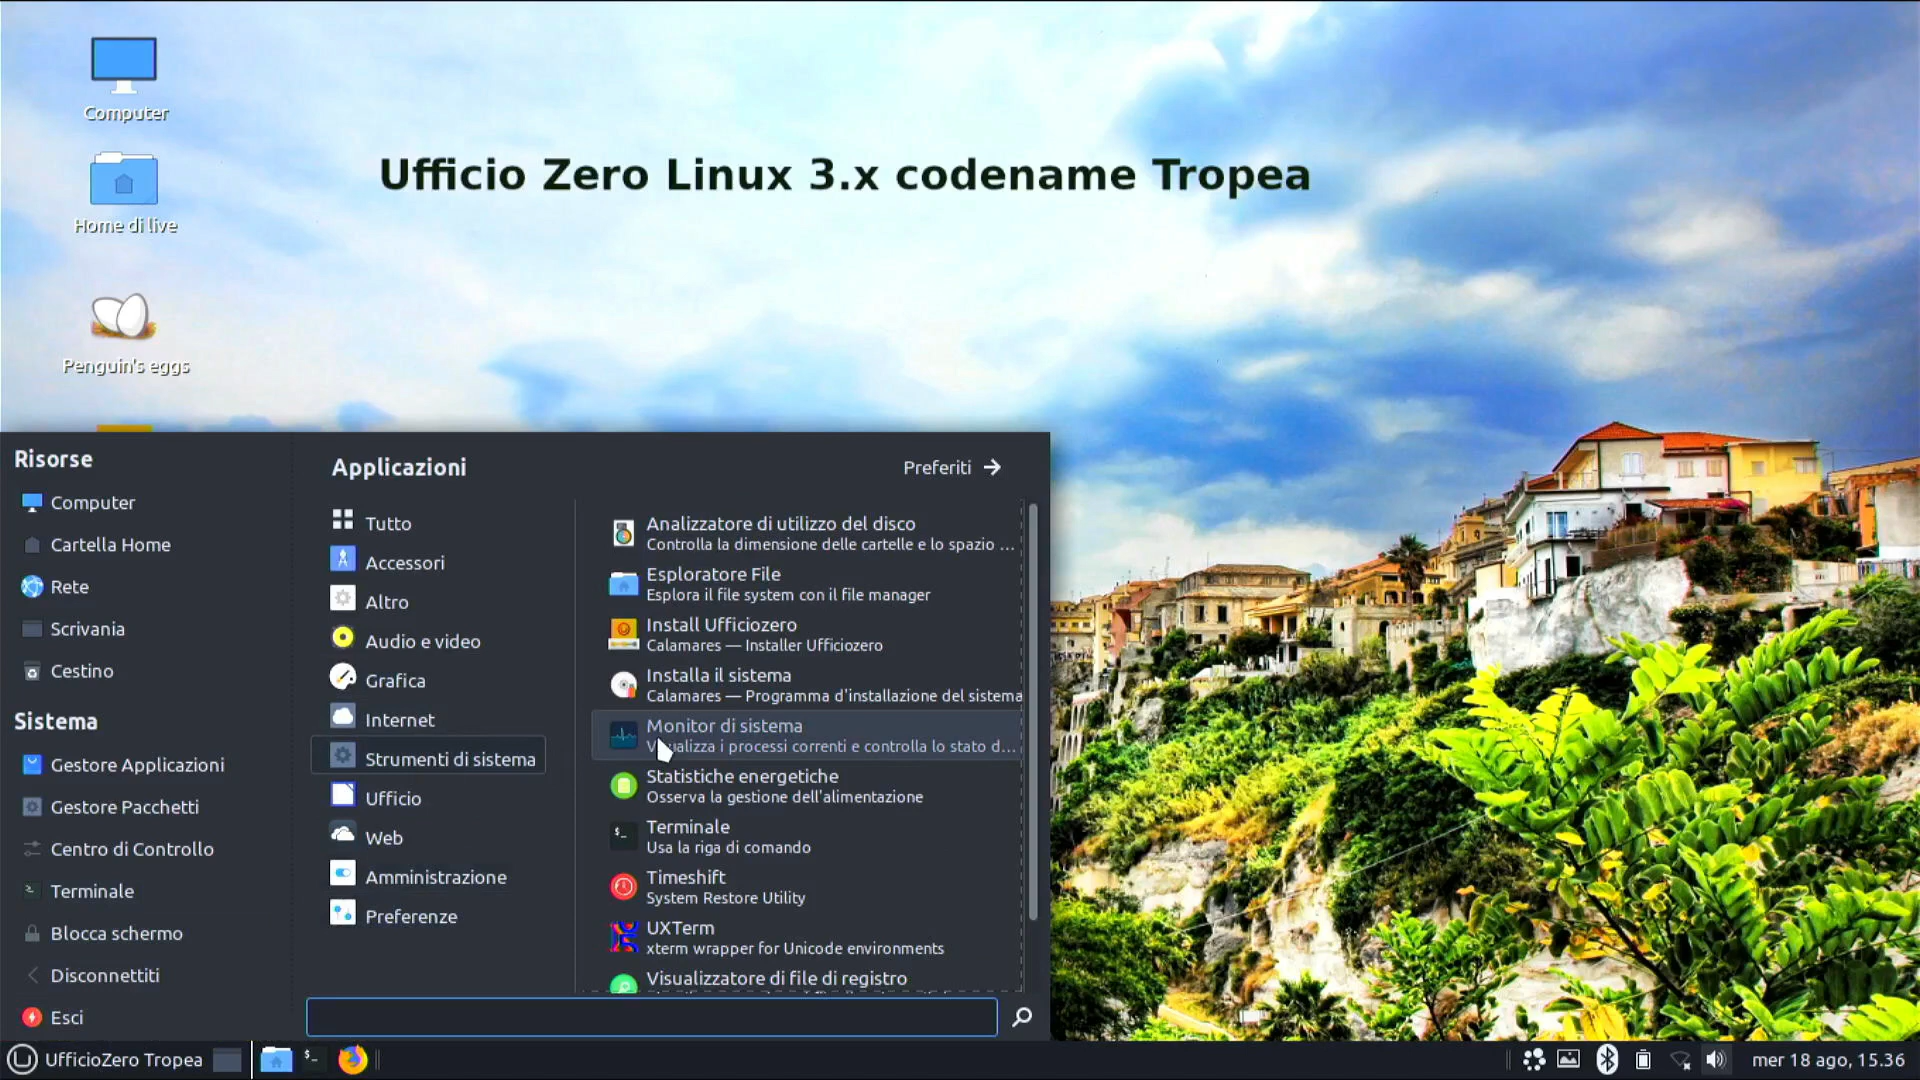 Computer
Home di live
Penguin's eggs
Ufficio Zero Linux 3.x codename Tropea
Risorse
Computer
Cartella Home
Rete
Scrivania
Cestino
Sistema
Gestore Applicazioni
Gestore Pacchetti
Centro di Controllo
Terminale
Blocca schermo
Disconnettiti
Esci
Applicazioni
Preferiti
Tutto
Accessori
Altro
Audio e video
Grafica
Internet
Strumenti di sistema
Ufficio
Web
Amministrazione
Preferenze
Analizzatore di utilizzo del disco
Controlla la dimensione delle cartelle e lo spazio ...
Esploratore File
Esplora il file system con il file manager
Install Ufficiozero
Calamares — Installer Ufficiozero
Installa il sistema
Calamares — Programma d'installazione del sistema
Monitor di sistema
Visualizza i processi correnti e controlla lo stato d...
Statistiche energetiche
Osserva la gestione dell'alimentazione
Terminale
Usa la riga di comando
Timeshift
System Restore Utility
UXTerm
xterm wrapper for Unicode environments
Visualizzatore di file di registro
UfficioZero Tropea
mer 18 ago, 15.36